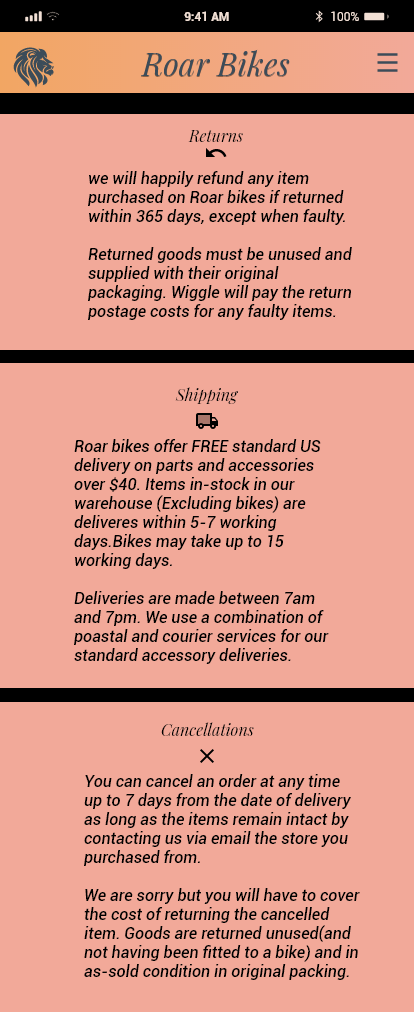 9:41 AM 100%
Roar Bikes
Returns
we will happily refund any item
purchased on Roar bikes if returned
within 365 days, except when faulty.
Returned goods must be unused and
supplied with their original
packaging. Wiggle will pay the return
postage costs for any faulty items.
Shipping
Roar bikes offer FREE standard US
delivery on parts and accessories
over $40. Items in-stock in our
warehouse (Excluding bikes) are
deliveres within 5-7 working
days.Bikes may take up to 15
working days.
Deliveries are made between 7am
and 7pm. We use a combination of
poastal and courier services for our
standard accessory deliveries.
Cancellations
You can cancel an order at any time
up to 7 days from the date of delivery
as long as the items remain intact by
contacting us via email the store you
purchased from.
We are sorry but you will have to cover
the cost of returning the cancelled
item. Goods are returned unused(and
not having been fitted to a bike) and in
as-sold condition in original packing.